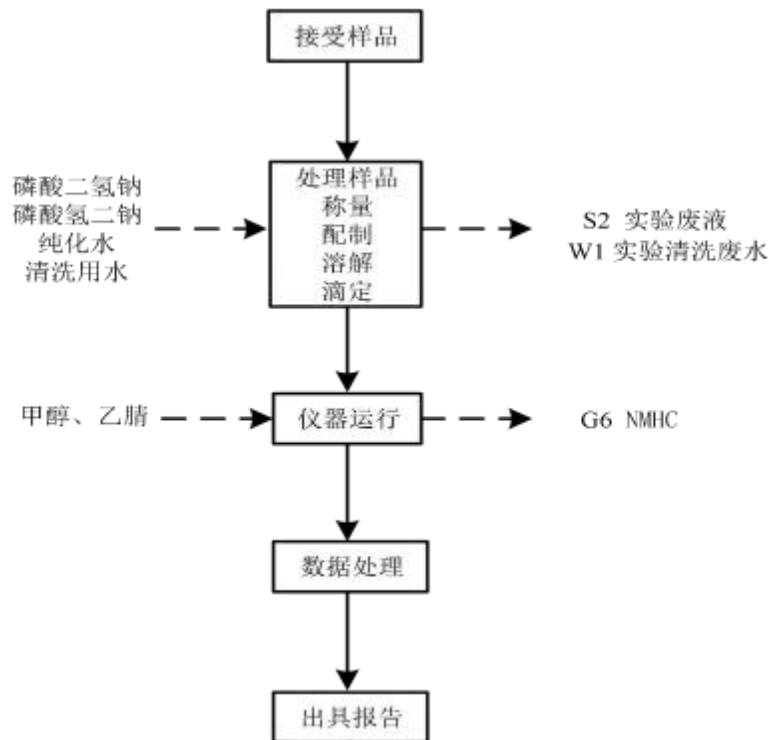 接受样品
磷酸二氢钠
磷酸氢二钠
纯化水
清洗用水
处理样品
称量
配制
溶解
滴定
S2 实验废液
W1 实验清洗废水
甲醇、乙腈
仪器运行
G6 NMHC
数据处理
出具报告